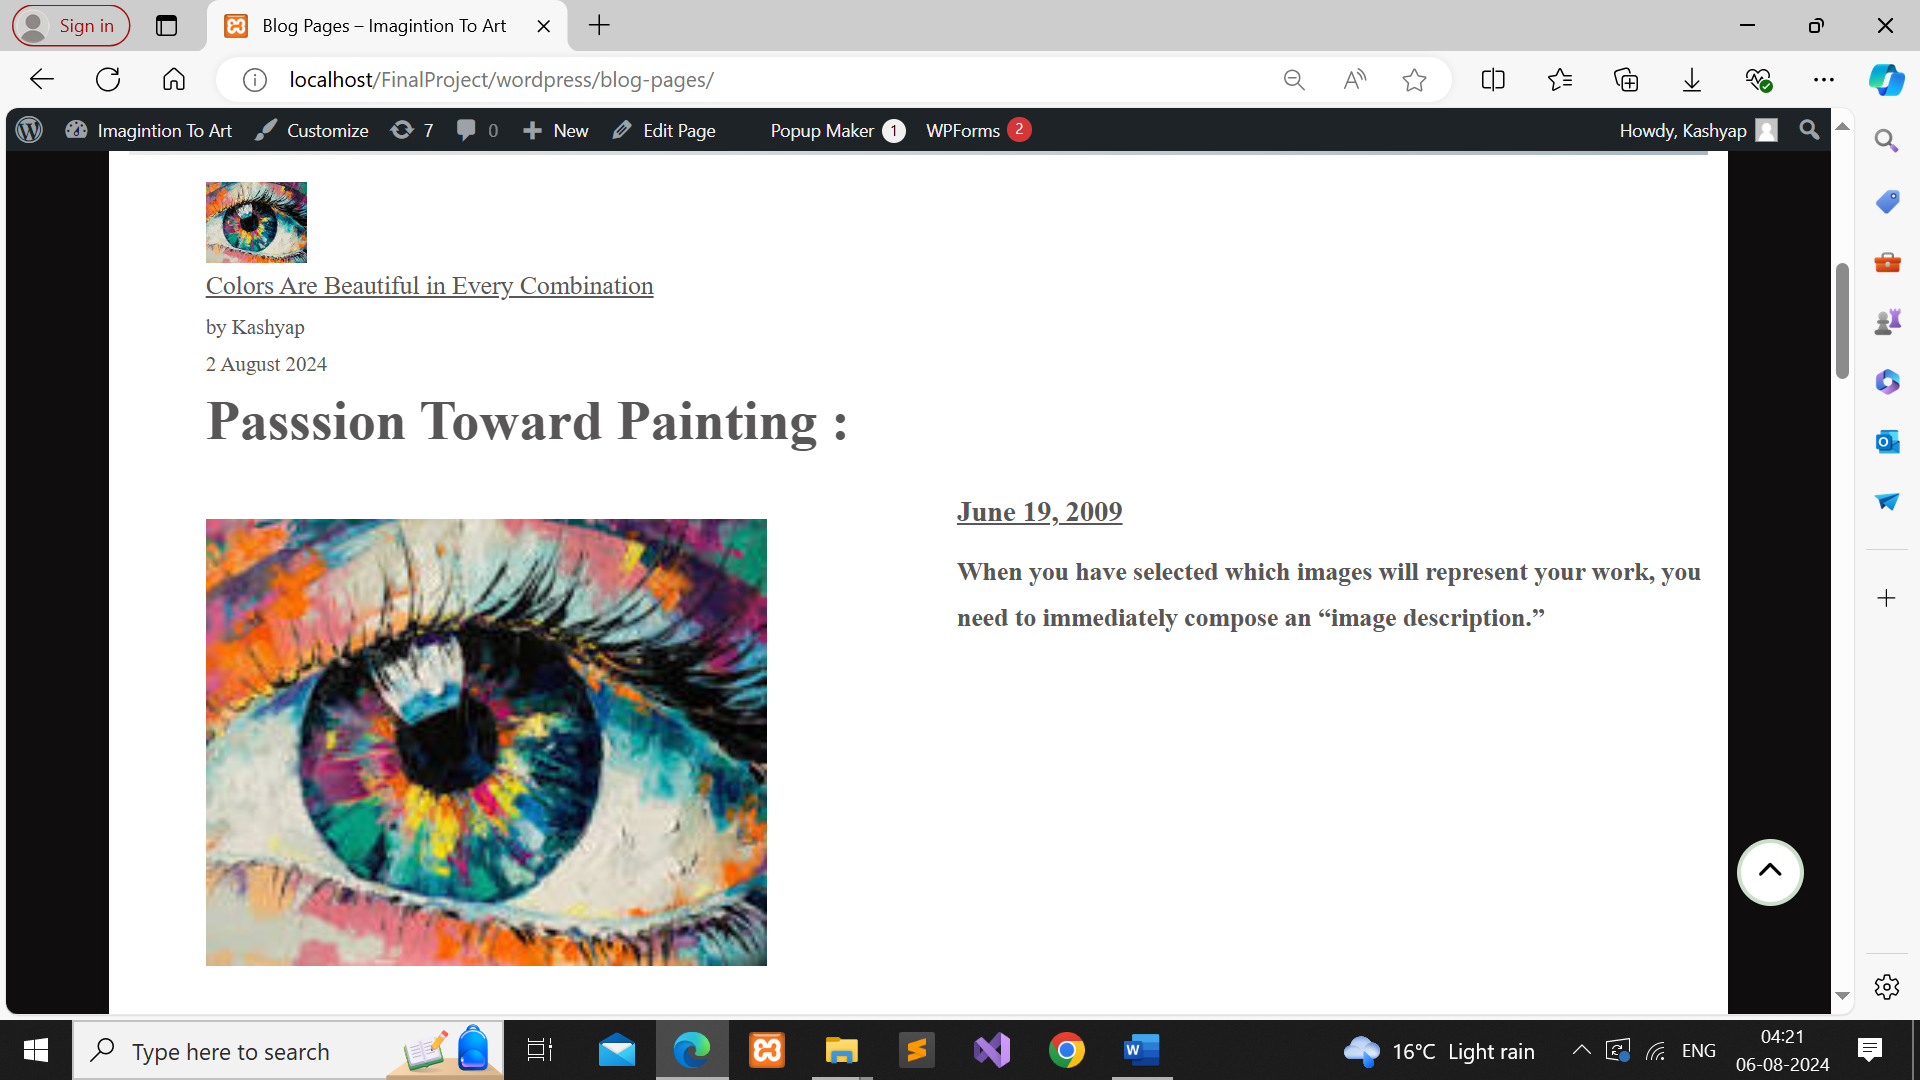 Sign in
Blog Pages – Imagintion To Art
localhost/FinalProject/wordpress/blog-pages/
Imagintion To Art Customize 7 0 New Edit Page Popup Maker 1 WPForms 2 Howdy, Kashyap
Colors Are Beautiful in Every Combination
by Kashyap
2 August 2024
Passsion Toward Painting :
June 19, 2009
When you have selected which images will represent your work, you
need to immediately compose an “image description.”
Type here to search
16°C Light rain
ENG
04:21
06-08-2024